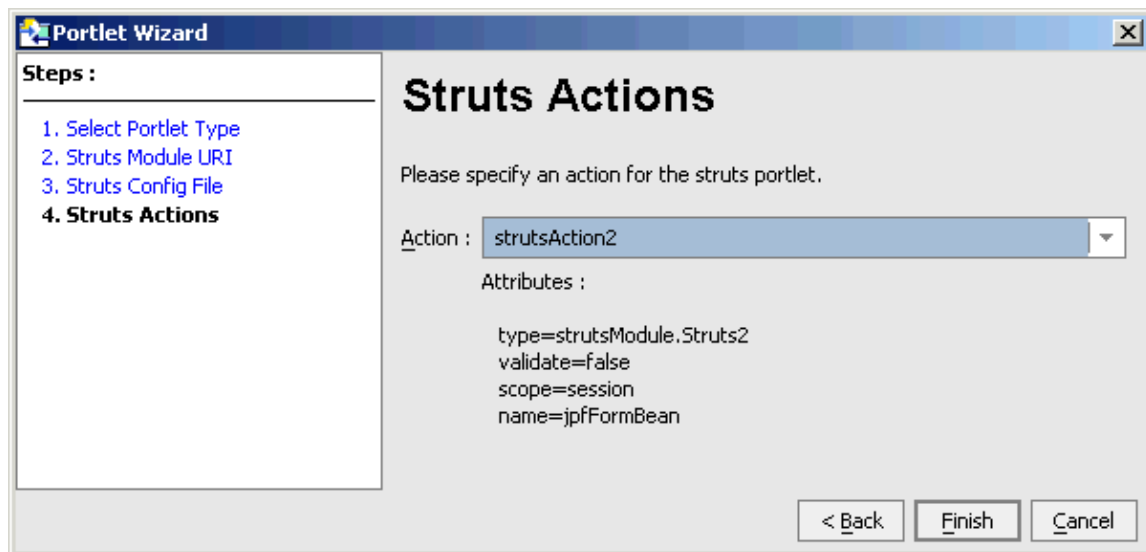 Portlet Wizard
Steps :
1. Select Portlet Type
2. Struts Module URI
3. Struts Config File
4. Struts Actions
Struts Actions
Please specify an action for the struts portlet.
Action : strutsAction2
Attributes :
type=strutsModule.Struts2
validate=false
scope=session
name=jpfFormBean
< Back Finish Cancel